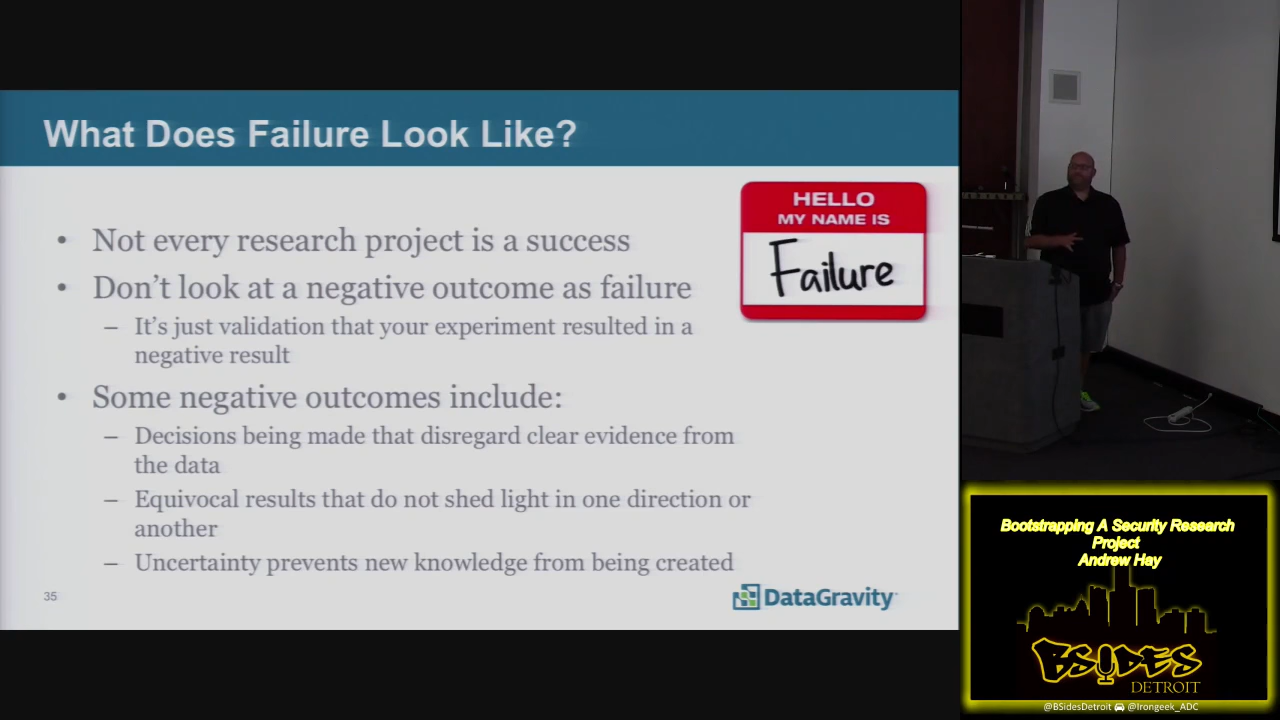 What Does Failure Look Like?
HELLO
MY NAME IS
Failure
• Not every research project is a success
• Don't look at a negative outcome as failure
– It's just validation that your experiment resulted in a
negative result
• Some negative outcomes include:
– Decisions being made that disregard clear evidence from
the data
– Equivocal results that do not shed light in one direction or
another
– Uncertainty prevents new knowledge from being created
35
DataGravity
Bootstrapping A Security Research
Project
Andrew Hay
BSIDES
DETROIT
@BSidesDetroit @Irongeek_ADC